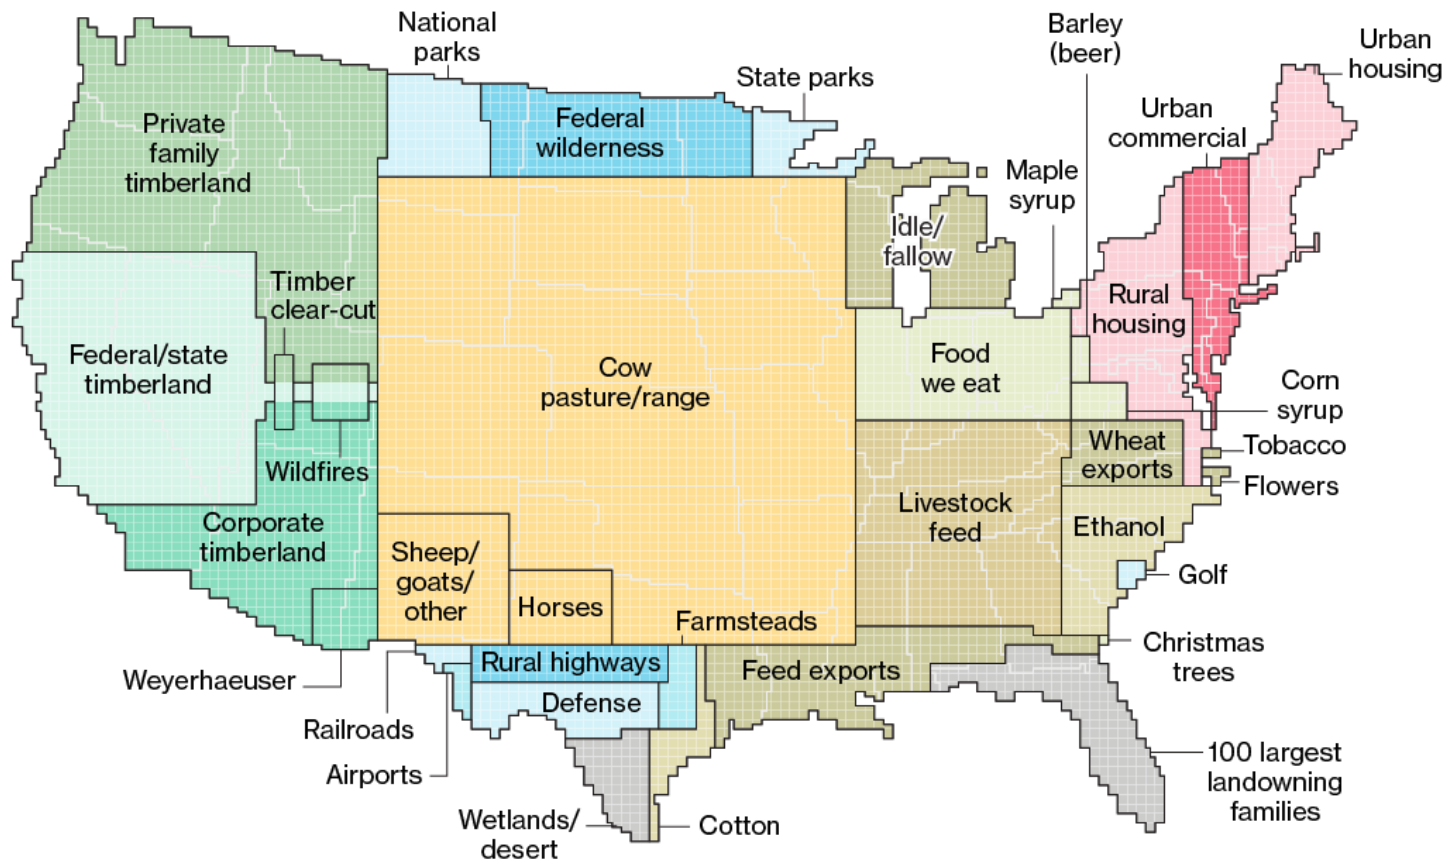 National
parks
Barley
(beer)
Urban
housing
State parks
Urban
commercial
Private
family
timberland
Federal
wilderness
Maple
syrup
Idle/
fallow
Timber
clear-cut
Rural
housing
Federal/state
timberland
Cow
pasture/range
Food
we eat
Corn
syrup
Wildfires
Wheat
exports
Tobacco
Flowers
Corporate
timberland
Livestock
feed
Ethanol
Sheep/
goats/
other
Horses
Golf
Farmsteads
Christmas
trees
Weyerhaeuser
Rural highways
Feed exports
Defense
Railroads
Airports
100 largest
landowning
families
Wetlands/
desert
Cotton